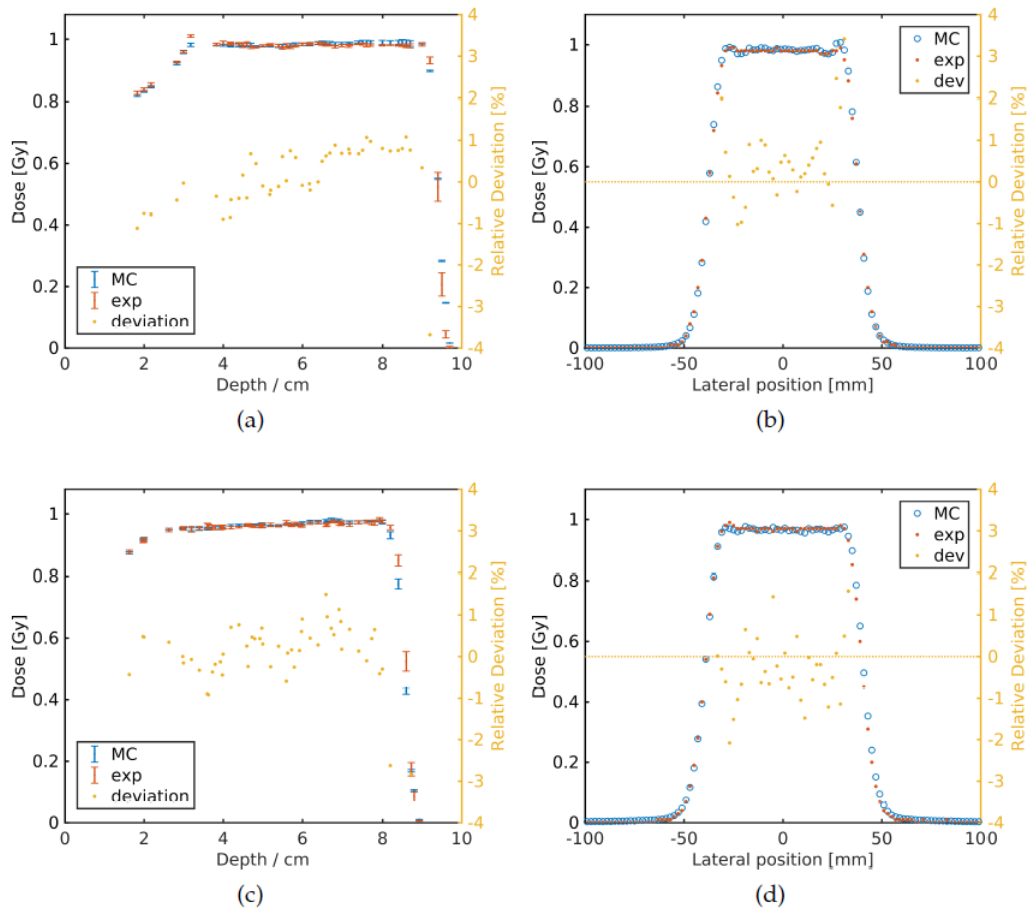 1
0.8
0.6
0.4
0.2
0
Dose [Gy]
0 2 4 6 8 10
Depth / cm
4
3
2
1
0
-1
-2
-3
-4
Relative Deviation [%]
MC
exp
deviation
(a)
1
0.8
0.6
0.4
0.2
0
Dose [Gy]
-100 -50 0 50 100
Lateral position [mm]
4
3
2
1
0
-1
-2
-3
-4
Relative Deviation [%]
MC
exp
dev
(b)
1
0.8
0.6
0.4
0.2
0
Dose [Gy]
0 2 4 6 8 10
Depth / cm
4
3
2
1
0
-1
-2
-3
-4
Relative Deviation [%]
MC
exp
deviation
(c)
1
0.8
0.6
0.4
0.2
0
Dose [Gy]
-100 -50 0 50 100
Lateral position [mm]
4
3
2
1
0
-1
-2
-3
-4
Relative Deviation [%]
MC
exp
dev
(d)